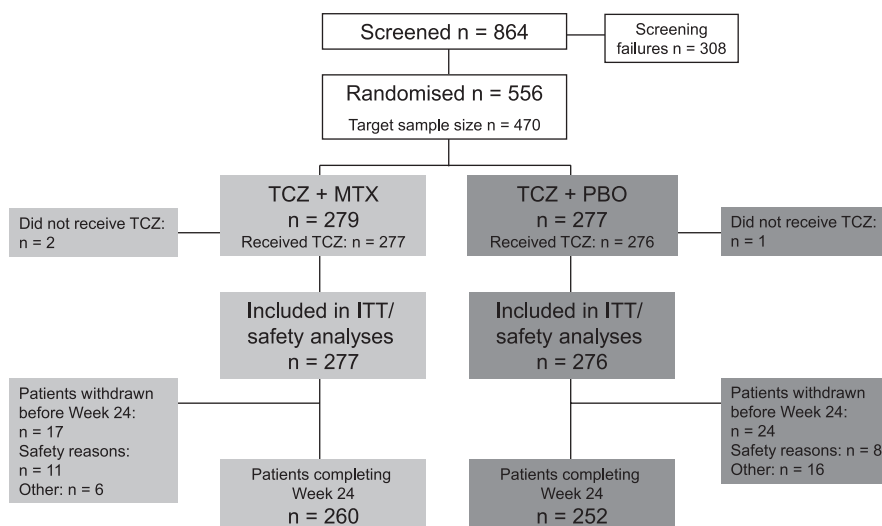 Screened n = 864
Screening
failures n = 308
Randomised n = 556
Target sample size n = 470
TCZ + MTX
n = 279
Received TCZ: n = 277
TCZ + PBO
n = 277
Received TCZ: n = 276
Did not receive TCZ:
n = 2
Did not receive TCZ:
n = 1
Included in ITT/
safety analyses
n = 277
Included in ITT/
safety analyses
n = 276
Patients withdrawn
before Week 24:
n = 17
Safety reasons:
n = 11
Other: n = 6
Patients withdrawn
before Week 24:
n = 24
Safety reasons: n = 8
Other: n = 16
Patients completing
Week 24
n = 260
Patients completing
Week 24
n = 252